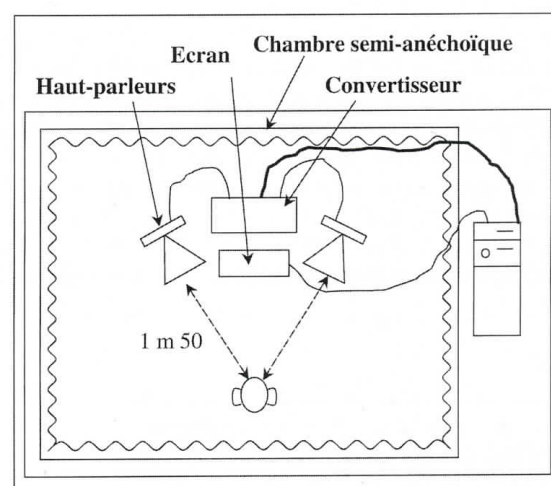 Ecran
Chambre semi-anéchoïque
Haut-parleurs
Convertisseur
1 m 50